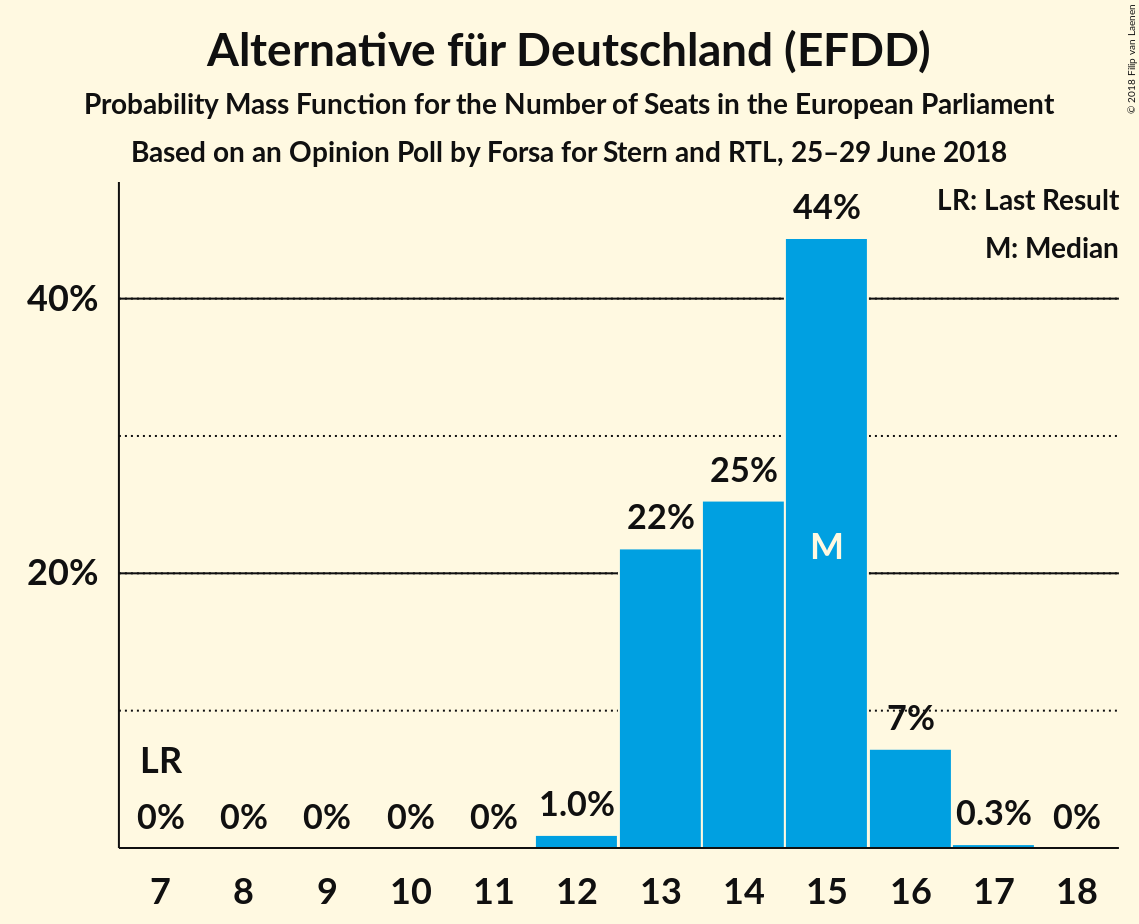 Alternative für Deutschland (EFDD)
Probability Mass Function for the Number of Seats in the European Parliament
Based on an Opinion Poll by Forsa for Stern and RTL, 25–29 June 2018
© 2018 Filip van Laenen
LR: Last Result
M: Median
44%
40%
25%
22%
M
20%
7%
LR
0% 0% 0% 0% 0% 1.0% 0.3% 0%
7 8 9 10 11 12 13 14 15 16 17 18